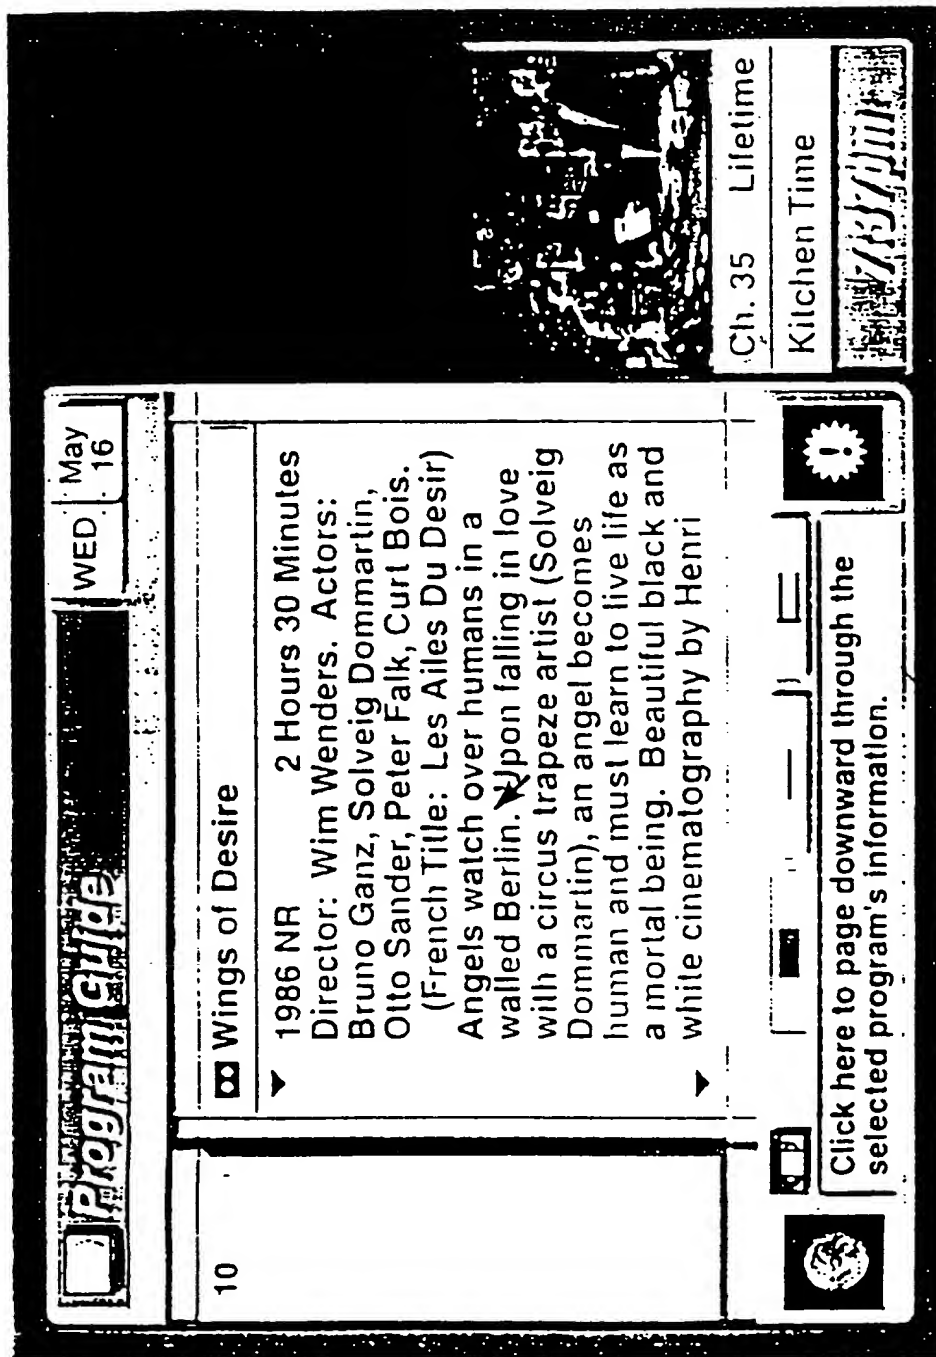 Program Guide
WED
May
16
10
Wings of Desire
1986 NR 2 Hours 30 Minutes
Director: Wim Wenders. Actors:
Bruno Ganz, Solveig Dommartin,
Otto Sander, Peter Falk, Curt Bois.
(French Title: Les Ailes Du Desir)
Angels watch over humans in a
walled Berlin. Upon falling in love
with a circus trapeze artist (Solveig
Dommartin), an angel becomes
human and must learn to live life as
a mortal being. Beautiful black and
white cinematography by Henri
!
Click here to page downward through the
selected program's information.
Ch. 35 Lifetime
Kitchen Time